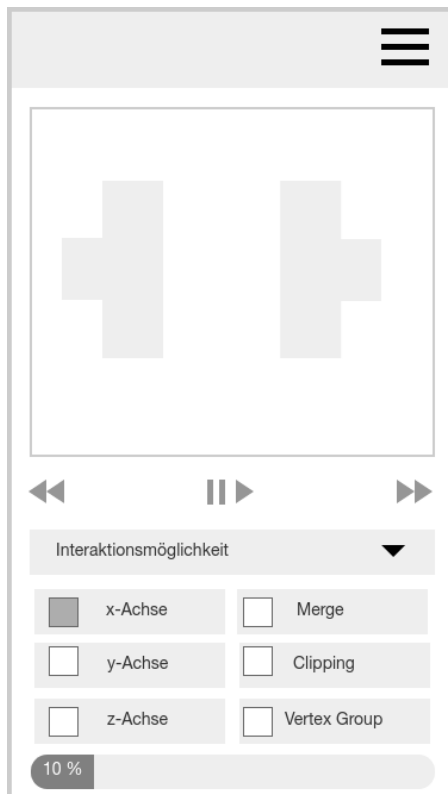 Interaktionsmöglichkeit
x-Achse
Merge
y-Achse
Clipping
z-Achse
Vertex Group
10 %